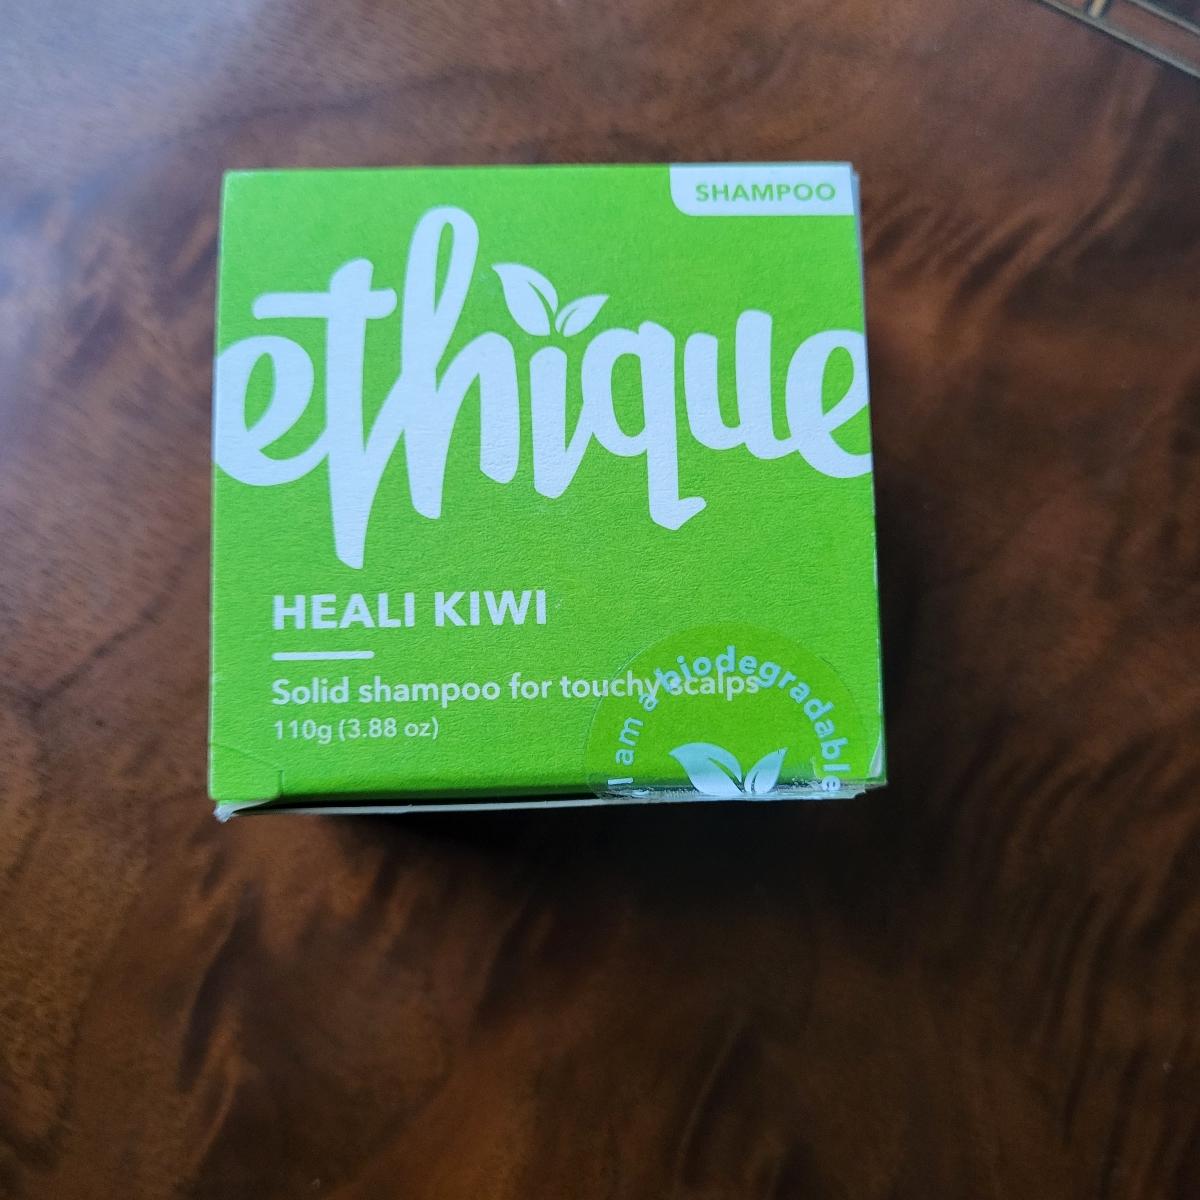 SHAMPOO
ethique
HEALI KIWI
Solid shampoo for touchy scalps
110g (3.88 oz)
I am a biodegradable